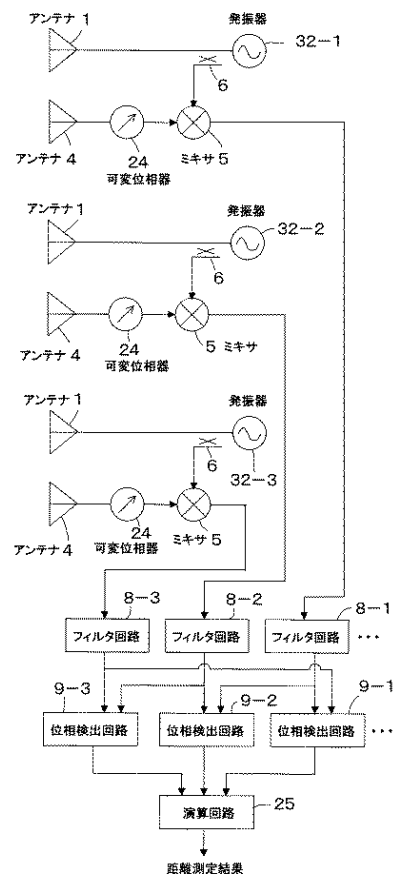 アンテナ 1
発振器
32-1
6
アンテナ 4
24
可変位相器
ミキサ 5
アンテナ 1
発振器
32-2
6
アンテナ 4
24
可変位相器
5 ミキサ
アンテナ 1
発振器
32-3
6
アンテナ 4
24
可変位相器
ミキサ 5
8-3
8-2
8-1
フィルタ回路
フィルタ回路
フィルタ回路
...
9-3
9-2
9-1
位相検出回路
位相検出回路
位相検出回路
...
25
演算回路
距離測定結果